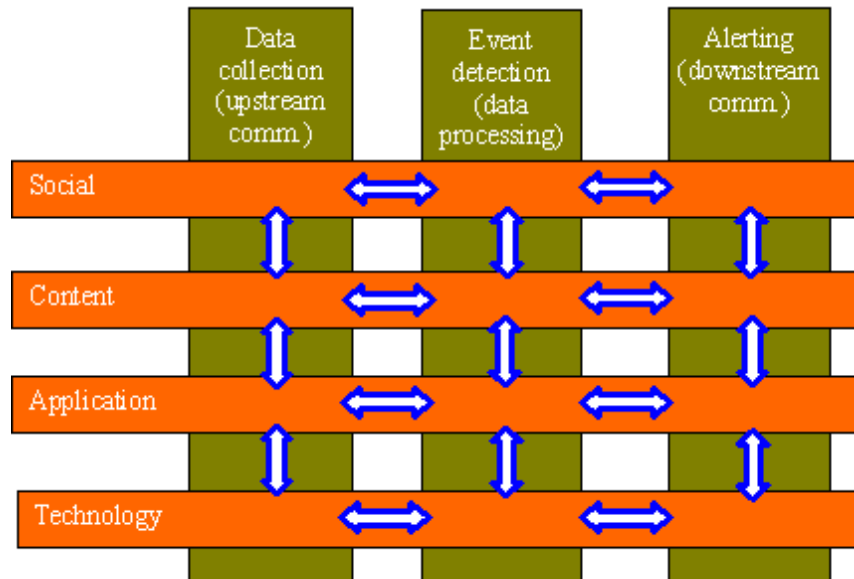 Data
collection
(upstream
comm.)
Event
detection
(data
processing)
Alerting
(downstream
comm.)
Social
Content
Application
Technology